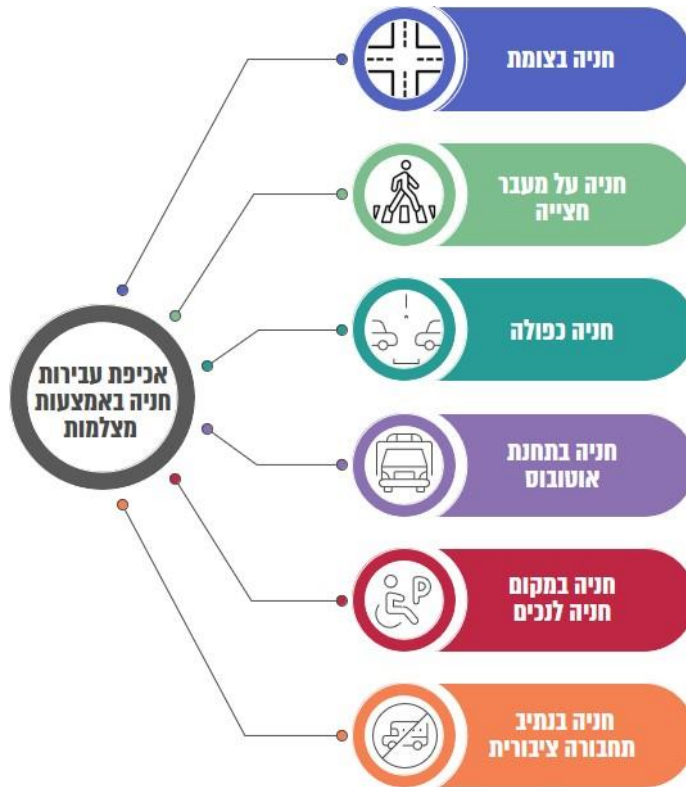 חניה בצומת
חניה על מעבר
חצייה
חניה כפולה
אכיפת עבירות
חניה באמצעות
מצלמות
חניה בתחנת
אוטובוס
חניה במקום
חניה לנכים
P
חניה בנתיב
תחבורה ציבורית